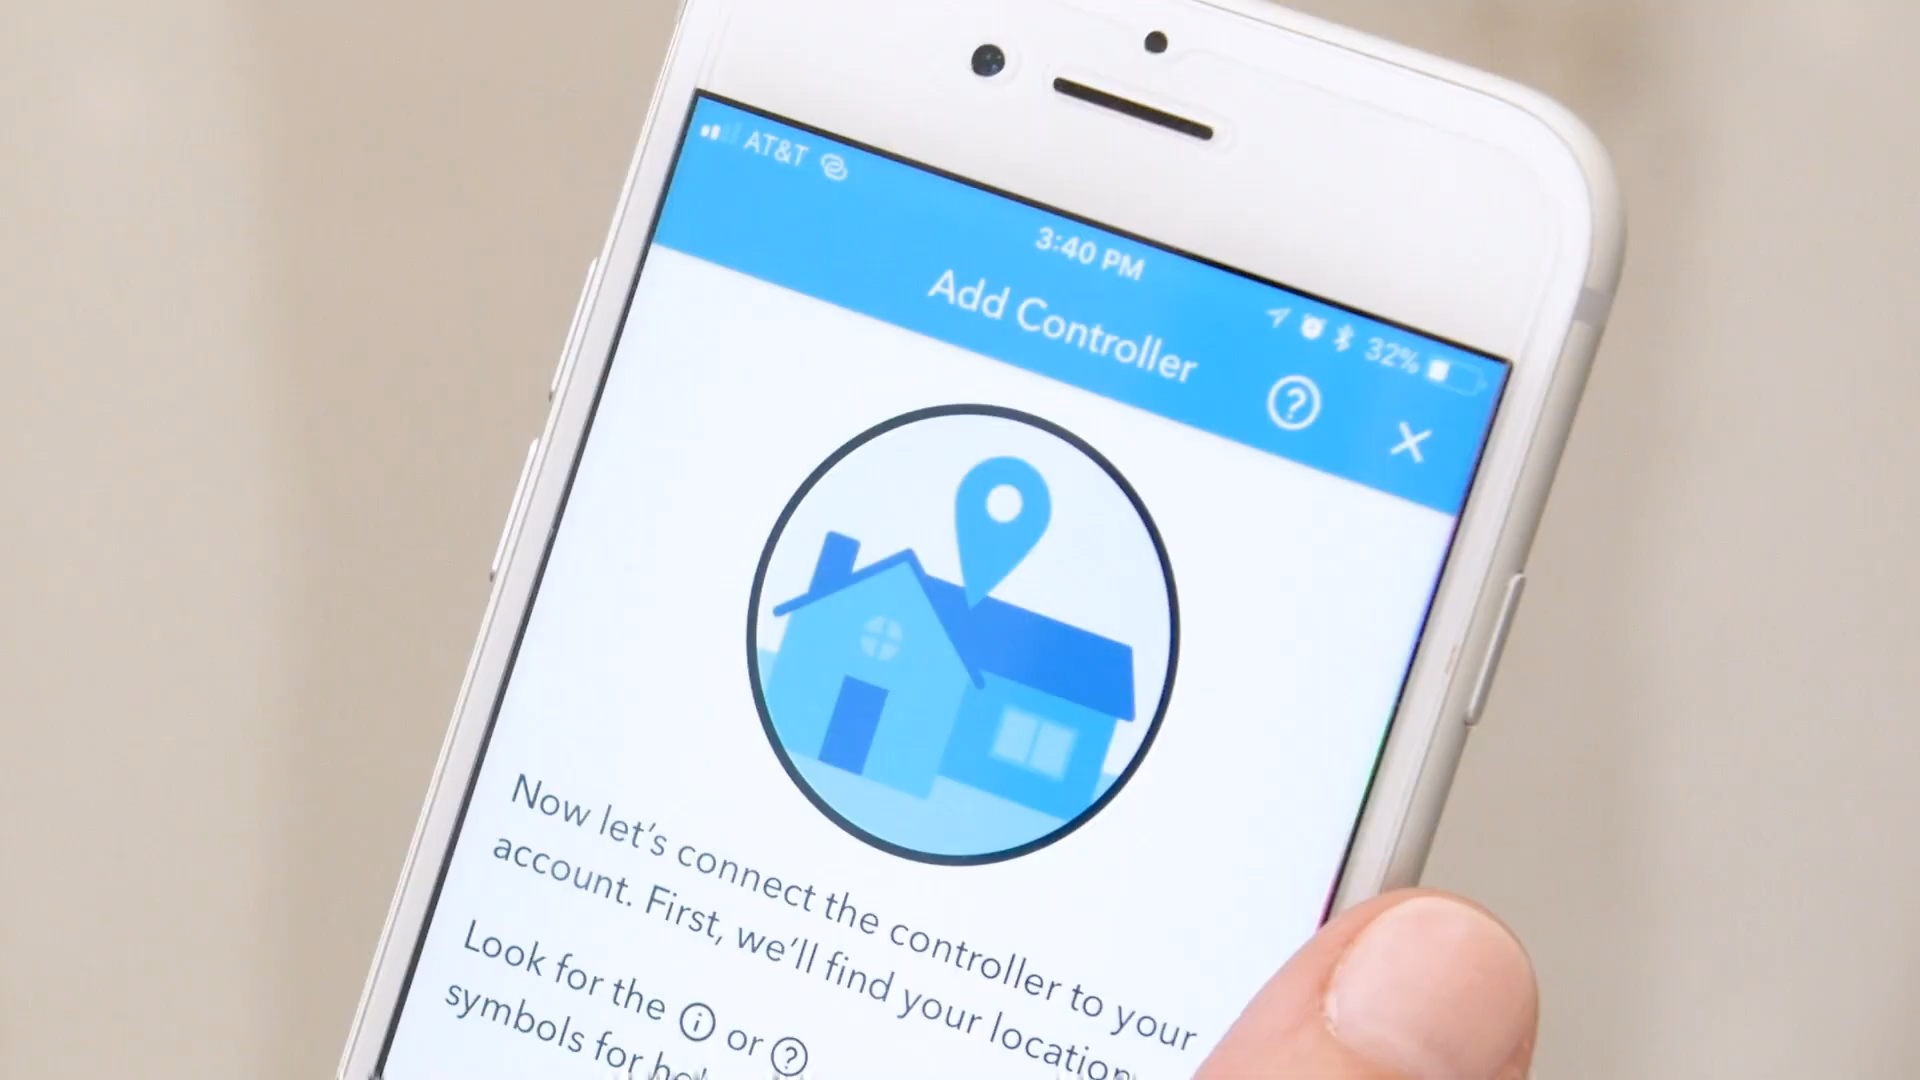 AT&T
3:40 PM
32%
Add Controller
?
Now let's connect the controller to your
account. First, we'll find your location
Look for the i or ?
symbols for